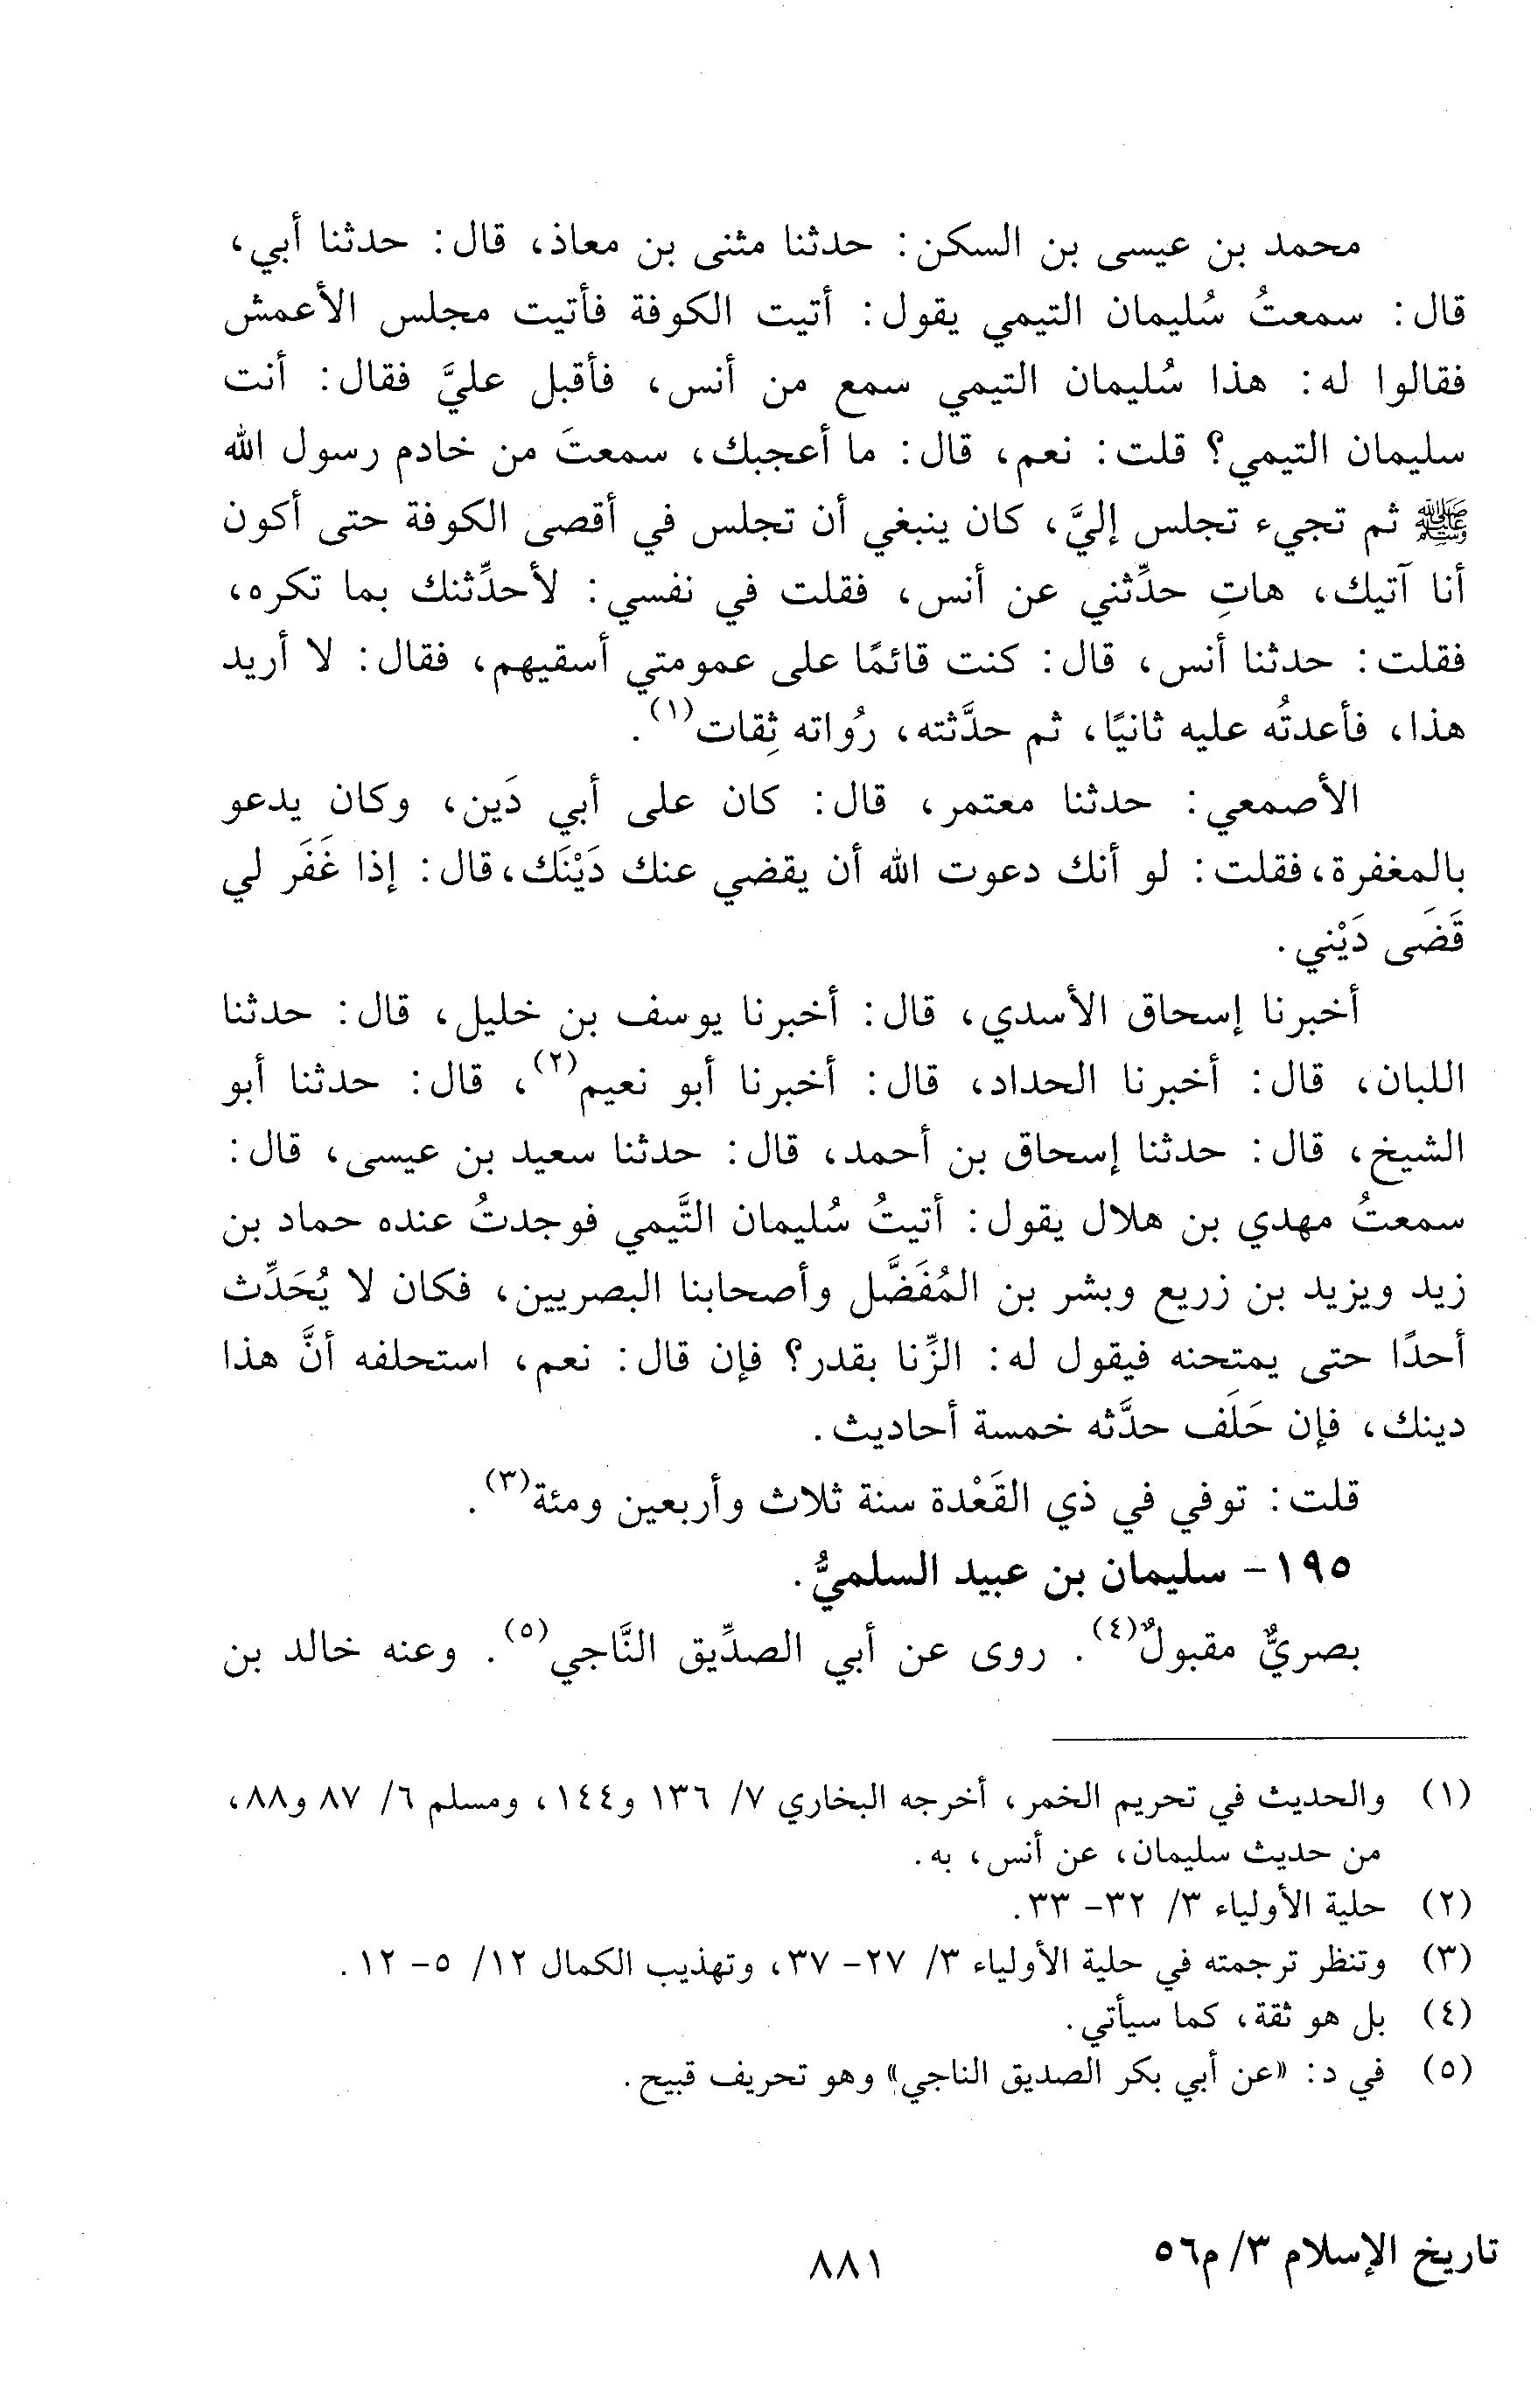 محمد بن عيسى بن السكن: حدثنا مثنى بن معاذ، قال: حدثنا أبي،
قال: سمعتُ سُليمان التيمي يقول: أتيت الكوفة فأتيت مجلس الأعمش
فقالوا له: هذا سُليمان التيمي سمع من أنس، فأقبل عليَّ فقال: أنت
سليمان التيمي؟ قلت: نعم، قال: ما أعجبك، سمعتَ من خادم رسول الله
ﷺ ثم تجيء تجلس إليَّ، كان ينبغي أن تجلس في أقصى الكوفة حتى أكون
أنا آتيك، هاتِ حدِّثني عن أنس، فقلت في نفسي: لأحدِّثنك بما تكره،
فقلت: حدثنا أنس، قال: كنت قائمًا على عمومتي أسقيهم، فقال: لا أريد
هذا، فأعدتُه عليه ثانيًا، ثم حدَّثته، رُواته ثِقات(١).
الأصمعي: حدثنا معتمر، قال: كان على أبي دَين، وكان يدعو
بالمغفرة، فقلت: لو أنك دعوت الله أن يقضي عنك دَيْنَك، قال: إذا غَفَر لي
قَضَى دَيْني.
أخبرنا إسحاق الأسدي، قال: أخبرنا يوسف بن خليل، قال: حدثنا
اللبان، قال: أخبرنا الحداد، قال: أخبرنا أبو نعيم(٢)، قال: حدثنا أبو
الشيخ، قال: حدثنا إسحاق بن أحمد، قال: حدثنا سعيد بن عيسى، قال:
سمعتُ مهدي بن هلال يقول: أتيتُ سُليمان التَّيمي فوجدتُ عنده حماد بن
زيد ويزيد بن زريع وبشر بن المُفَضَّل وأصحابنا البصريين، فكان لا يُحَدِّث
أحدًا حتى يمتحنه فيقول له: الزِّنا بقدر؟ فإن قال: نعم، استحلفه أنَّ هذا
دينك، فإن حَلَف حدَّثه خمسة أحاديث.
قلت: توفي في ذي القَعْدة سنة ثلاث وأربعين ومئة(٣).
١٩٥- سليمان بن عبيد السلميُّ.
بصريٌّ مقبولٌ(٤). روى عن أبي الصدِّيق النَّاجي(٥). وعنه خالد بن
(١) والحديث في تحريم الخمر، أخرجه البخاري ٧/ ١٣٦ و١٤٤، ومسلم ٦/ ٨٧ و٨٨،
من حديث سليمان، عن أنس، به.
(٢) حلية الأولياء ٣/ ٣٢- ٣٣.
(٣) وتنظر ترجمته في حلية الأولياء ٣/ ٢٧- ٣٧، وتهذيب الكمال ١٢/ ٥- ١٢.
(٤) بل هو ثقة، كما سيأتي.
(٥) في د: «عن أبي بكر الصديق الناجي» وهو تحريف قبيح.
تاريخ الإسلام ٣/ م٥٦
٨٨١